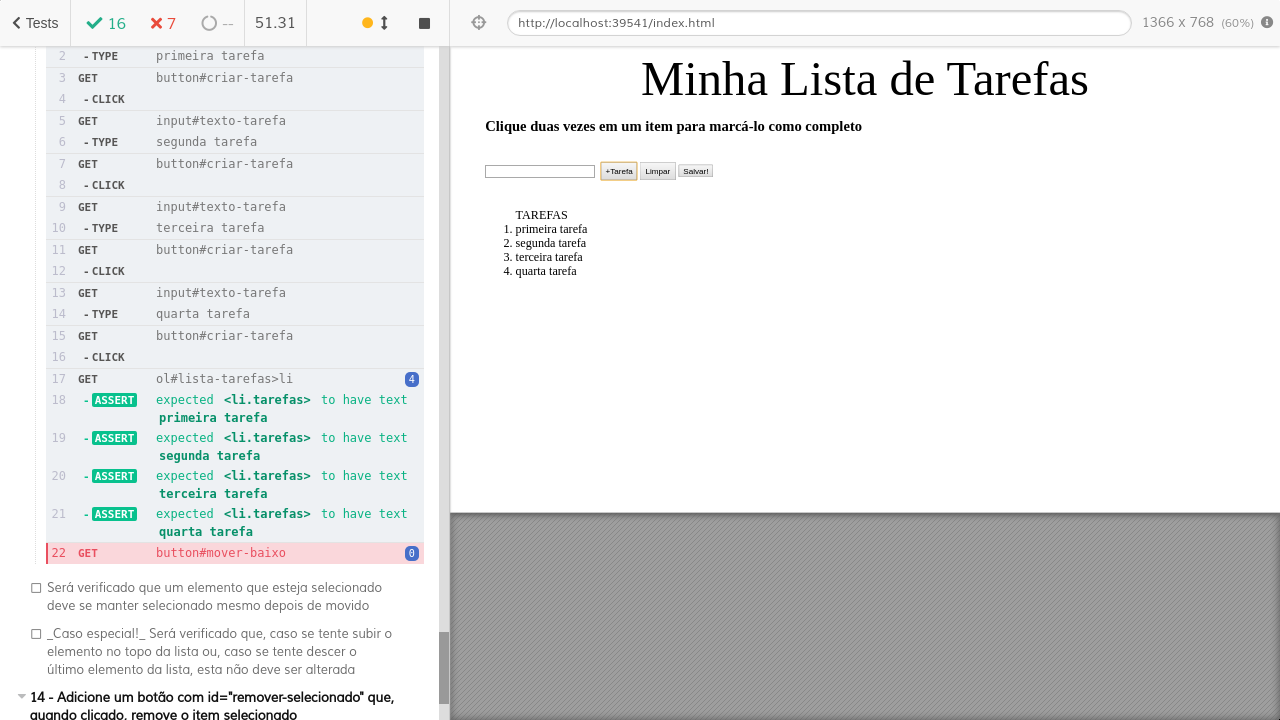 Tests 16 7 -- 51.31
http://localhost:39541/index.html 1366 x 768 (60%)
2 - TYPE primeira tarefa
3 GET button#criar-tarefa
4 - CLICK
5 GET input#texto-tarefa
6 - TYPE segunda tarefa
7 GET button#criar-tarefa
8 - CLICK
9 GET input#texto-tarefa
10 - TYPE terceira tarefa
11 GET button#criar-tarefa
12 - CLICK
13 GET input#texto-tarefa
14 - TYPE quarta tarefa
15 GET button#criar-tarefa
16 - CLICK
17 GET ol#lista-tarefas>li 4
18 - ASSERT expected <li.tarefas> to have text
primeira tarefa
19 - ASSERT expected <li.tarefas> to have text
segunda tarefa
20 - ASSERT expected <li.tarefas> to have text
terceira tarefa
21 - ASSERT expected <li.tarefas> to have text
quarta tarefa
22 GET button#mover-baixo 0
Será verificado que um elemento que esteja selecionado
deve se manter selecionado mesmo depois de movido
_Caso especial!_ Será verificado que, caso se tente subir o
elemento no topo da lista ou, caso se tente descer o
último elemento da lista, esta não deve ser alterada
14 - Adicione um botão com id="remover-selecionado" que,
quando clicado, remove o item selecionado
Minha Lista de Tarefas
Clique duas vezes em um item para marcá-lo como completo
+Tarefa Limpar Salvar!
TAREFAS
1. primeira tarefa
2. segunda tarefa
3. terceira tarefa
4. quarta tarefa